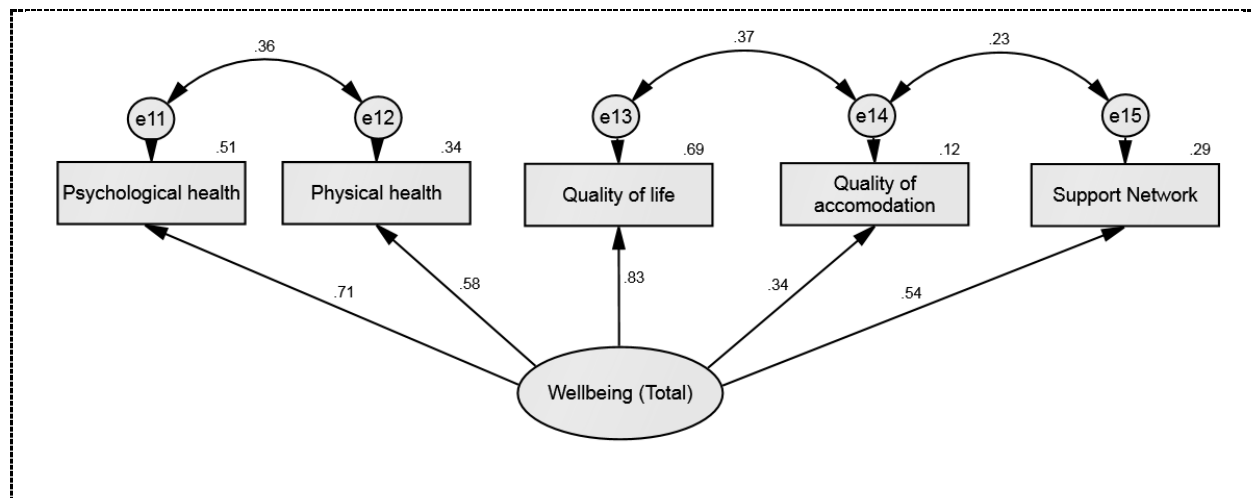 .36
.37
.23
e11
e12
e13
e14
e15
.51
.34
.69
.12
.29
Psychological health
Physical health
Quality of life
Quality of
accomodation
Support Network
.71
.58
.83
.34
.54
Wellbeing (Total)